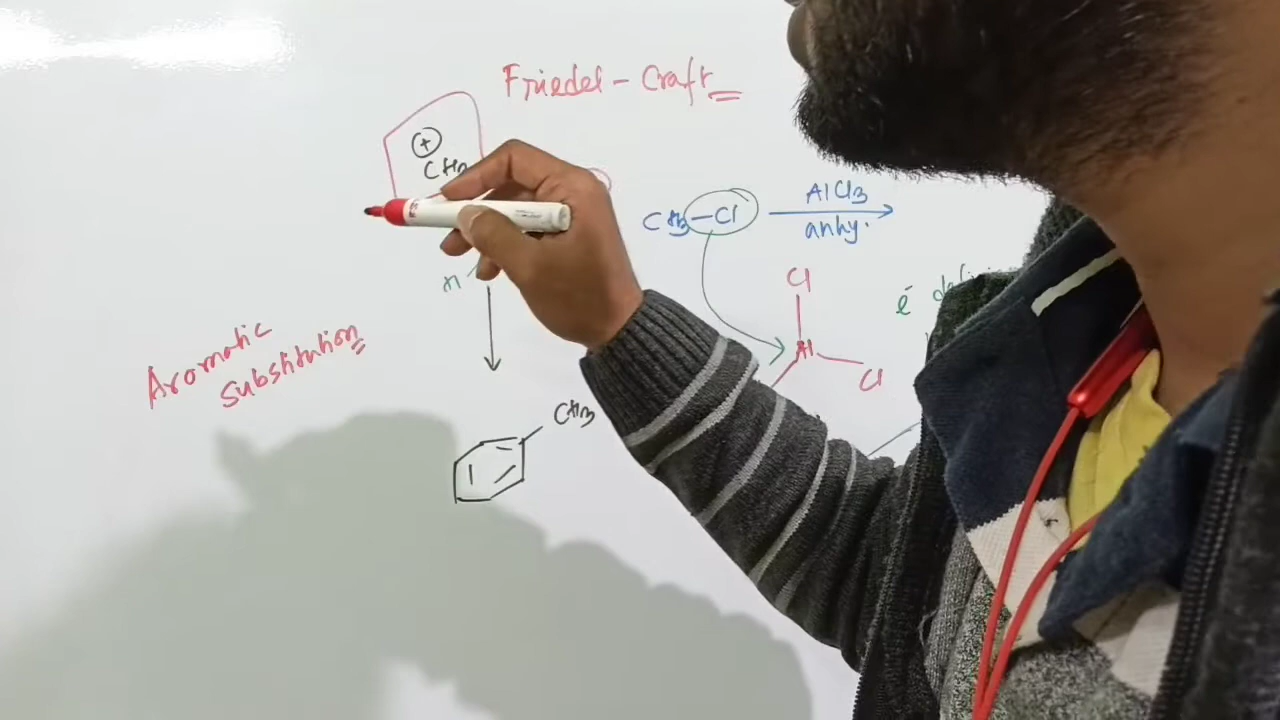 Friedel-Craft
⊕
CH3
CH3-Cl
AlCl3
anhy.
H
Cl
é
Al
Cl
Aromatic
substitution
CH3